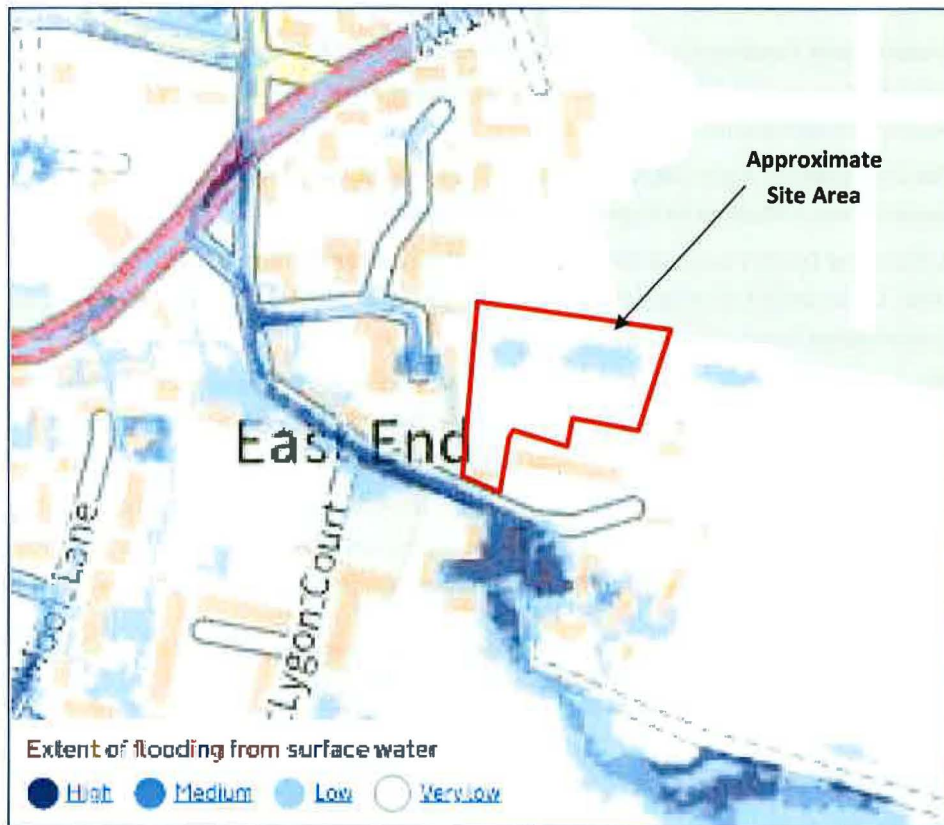 Approximate
Site Area
East End
Lane
Lygon Court
Extent of flooding from surface water
High Medium Low Very low